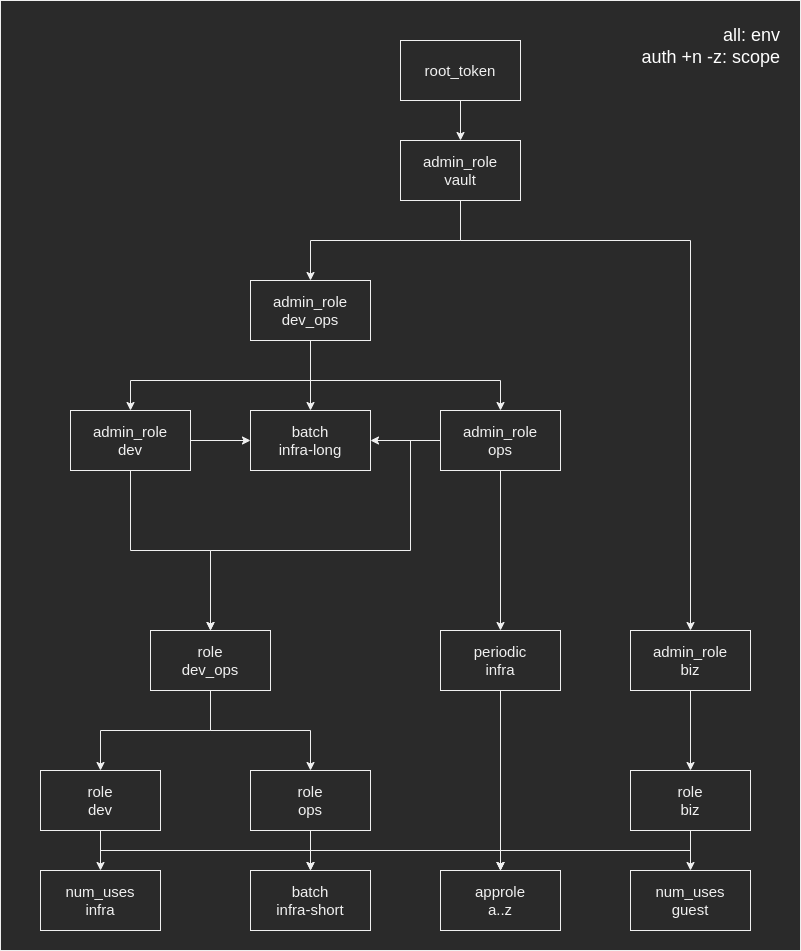 all: env
auth +n -z: scope
root_token
admin_role
vault
admin_role
dev_ops
admin_role
dev
batch
infra-long
admin_role
ops
role
dev_ops
periodic
infra
admin_role
biz
role
dev
role
ops
role
biz
num_uses
infra
batch
infra-short
approle
a..z
num_uses
guest